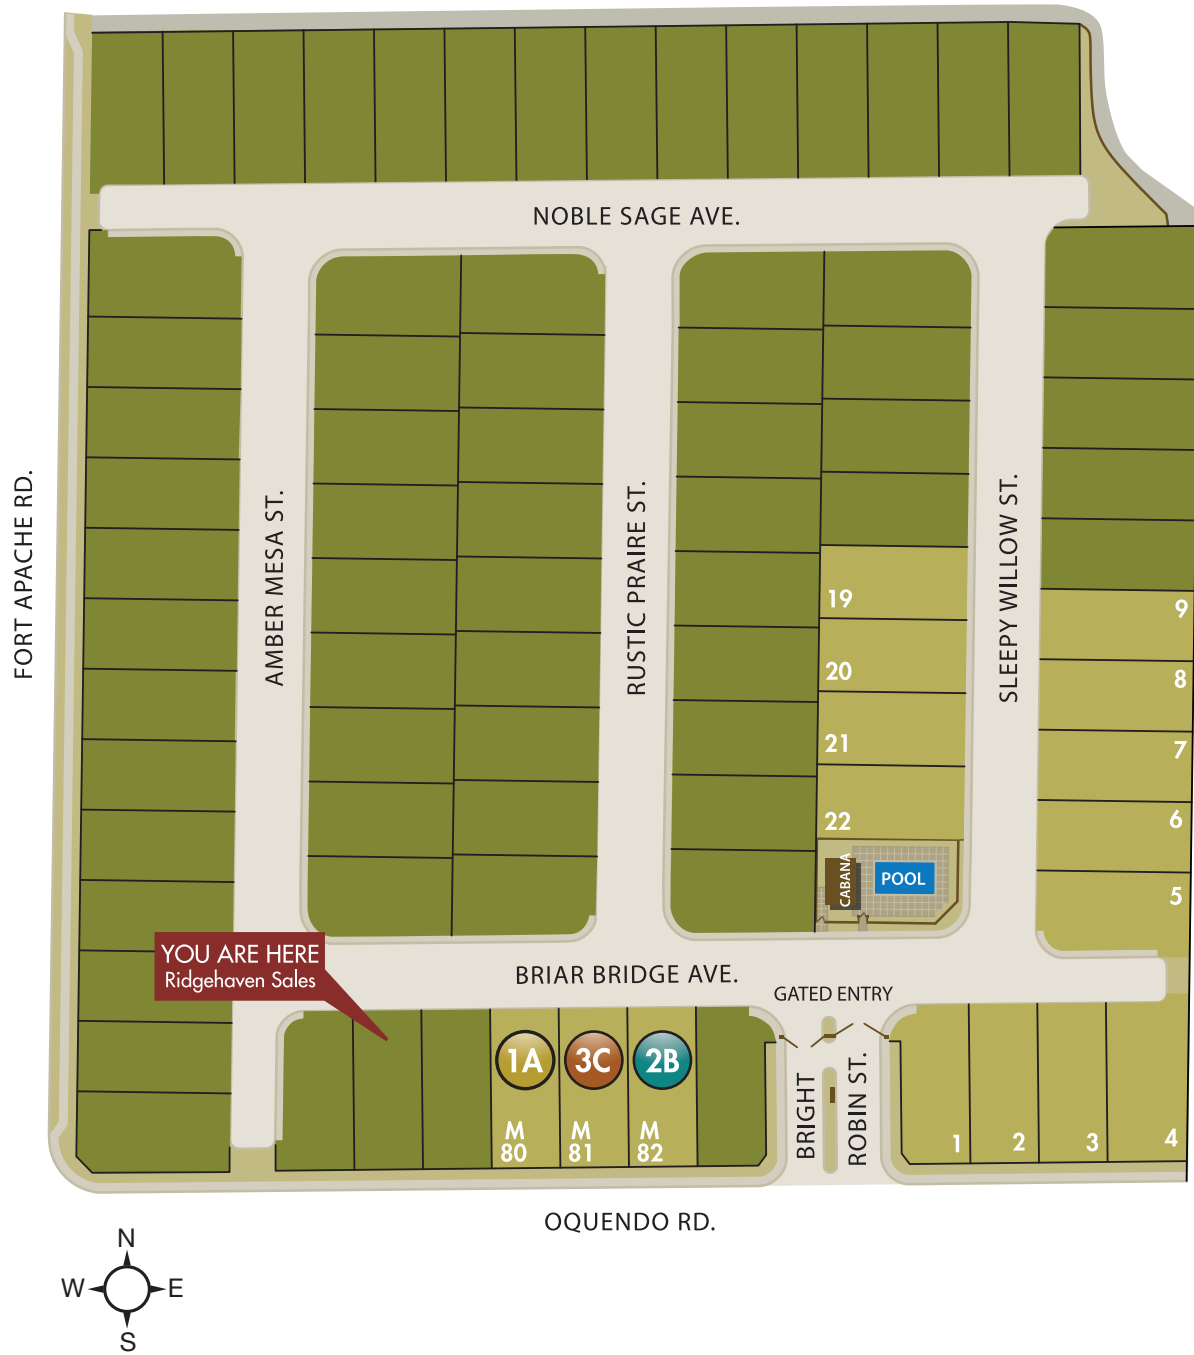 NOBLE SAGE AVE.
FORT APACHE RD.
AMBER MESA ST.
RUSTIC PRAIRE ST.
SLEEPY WILLOW ST.
19
20
21
22
9
8
7
6
5
CABANA
POOL
YOU ARE HERE
Ridgehaven Sales
BRIAR BRIDGE AVE.
GATED ENTRY
1A
3C
2B
M
80
M
81
M
82
BRIGHT
ROBIN ST.
1
2
3
4
OQUENDO RD.
N
W
E
S